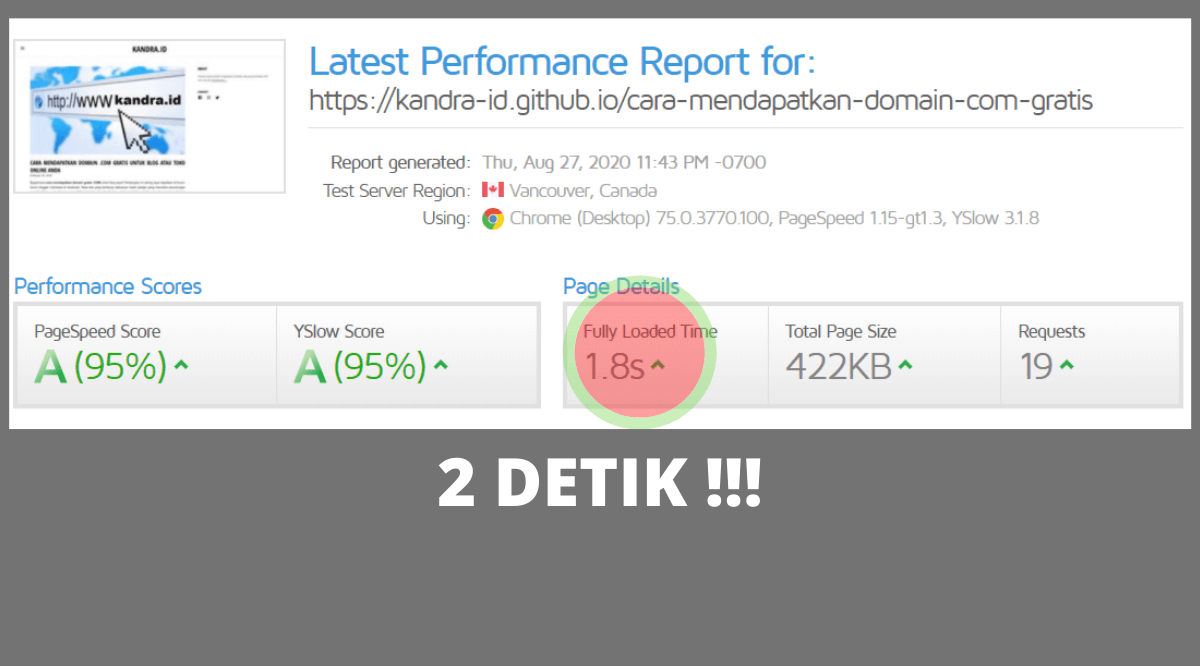 KANDRA.ID
http://WWW kandra.id
CARA MENDAPATKAN DOMAIN .COM GRATIS UNTUK BLOG ATAU TOKO
ONLINE ANDA
Latest Performance Report for:
https://kandra-id.github.io/cara-mendapatkan-domain-com-gratis
Report generated: Thu, Aug 27, 2020 11:43 PM -0700
Test Server Region: Vancouver, Canada
Using: Chrome (Desktop) 75.0.3770.100, PageSpeed 1.15-gt1.3, YSlow 3.1.8
Performance Scores
PageSpeed Score
A (95%)
YSlow Score
A (95%)
Page Details
Fully Loaded Time
1.8s
Total Page Size
422KB
Requests
19
2 DETIK !!!